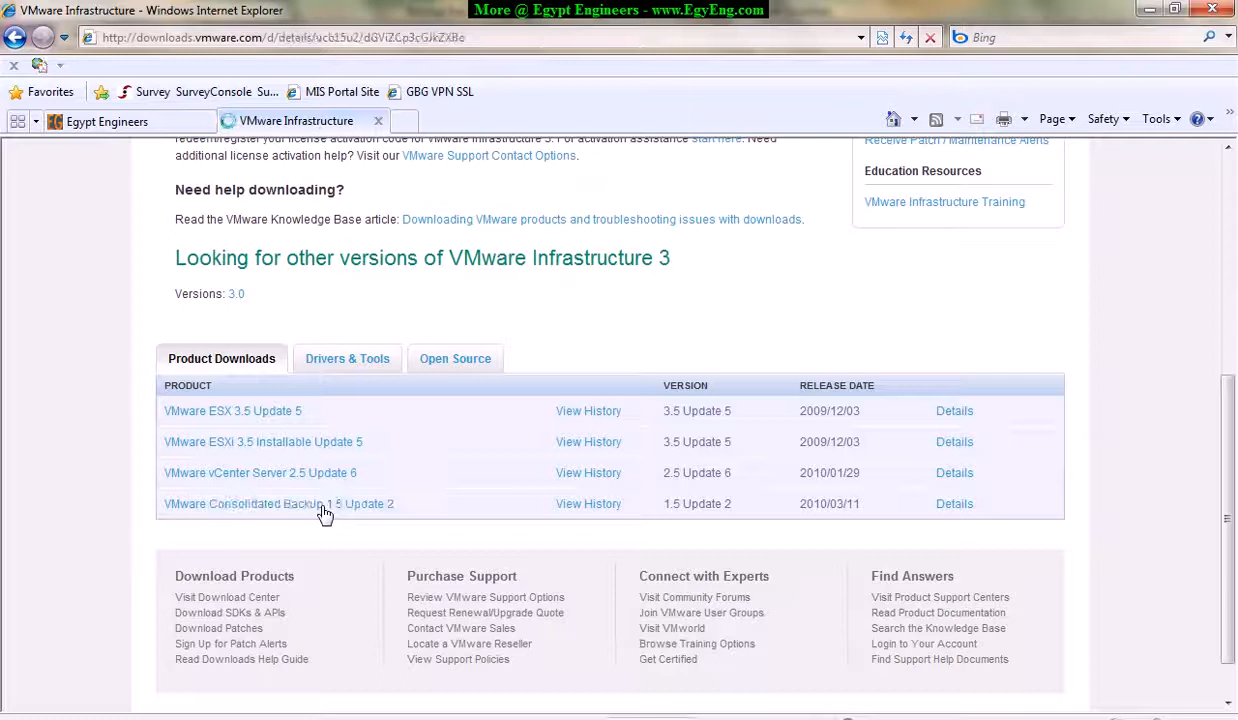 VMware Infrastructure - Windows Internet Explorer
More @ Egypt Engineers - www.EgyEng.com
Bing
Favorites
Survey SurveyConsole Su...
MIS Portal Site
GBG VPN SSL
Egypt Engineers
VMware Infrastructure
Page
Safety
Tools
additional license activation help? Visit our VMware Support Contact Options.
Receive Patch / Maintenance Alerts
Education Resources
VMware Infrastructure Training
Need help downloading?
Read the VMware Knowledge Base article: Downloading VMware products and troubleshooting issues with downloads.
Looking for other versions of VMware Infrastructure 3
Versions: 3.0
Product Downloads
Drivers & Tools
Open Source
PRODUCT VERSION RELEASE DATE
VMware ESX 3.5 Update 5 View History 3.5 Update 5 2009/12/03 Details
VMware ESXi 3.5 Installable Update 5 View History 3.5 Update 5 2009/12/03 Details
VMware vCenter Server 2.5 Update 6 View History 2.5 Update 6 2010/01/29 Details
VMware Consolidated Backup 1.5 Update 2 View History 1.5 Update 2 2010/03/11 Details
Download Products
Visit Download Center
Download SDKs & APIs
Download Patches
Sign Up for Patch Alerts
Read Downloads Help Guide
Purchase Support
Review VMware Support Options
Request Renewal/Upgrade Quote
Contact VMware Sales
Locate a VMware Reseller
View Support Policies
Connect with Experts
Visit Community Forums
Join VMware User Groups
Visit VMworld
Browse Training Options
Get Certified
Find Answers
Visit Product Support Centers
Read Product Documentation
Search the Knowledge Base
Login to Your Account
Find Support Help Documents